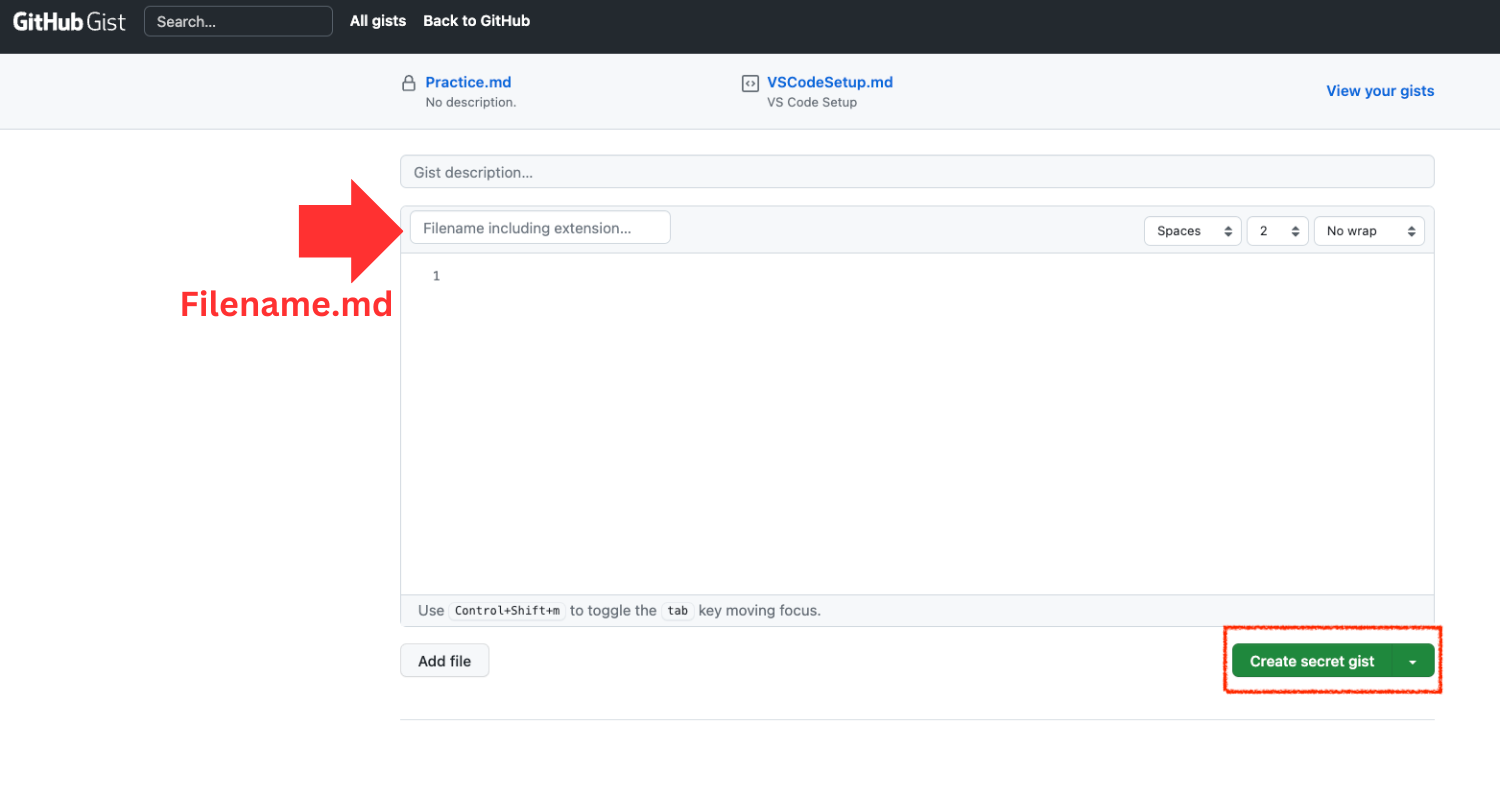 GitHub Gist Search... All gists Back to GitHub
Practice.md VSCodeSetup.md View your gists
No description. VS Code Setup
Gist description...
Filename including extension... Spaces 2 No wrap
1
Filename.md
Use Control+Shift+m to toggle the tab key moving focus.
Add file Create secret gist